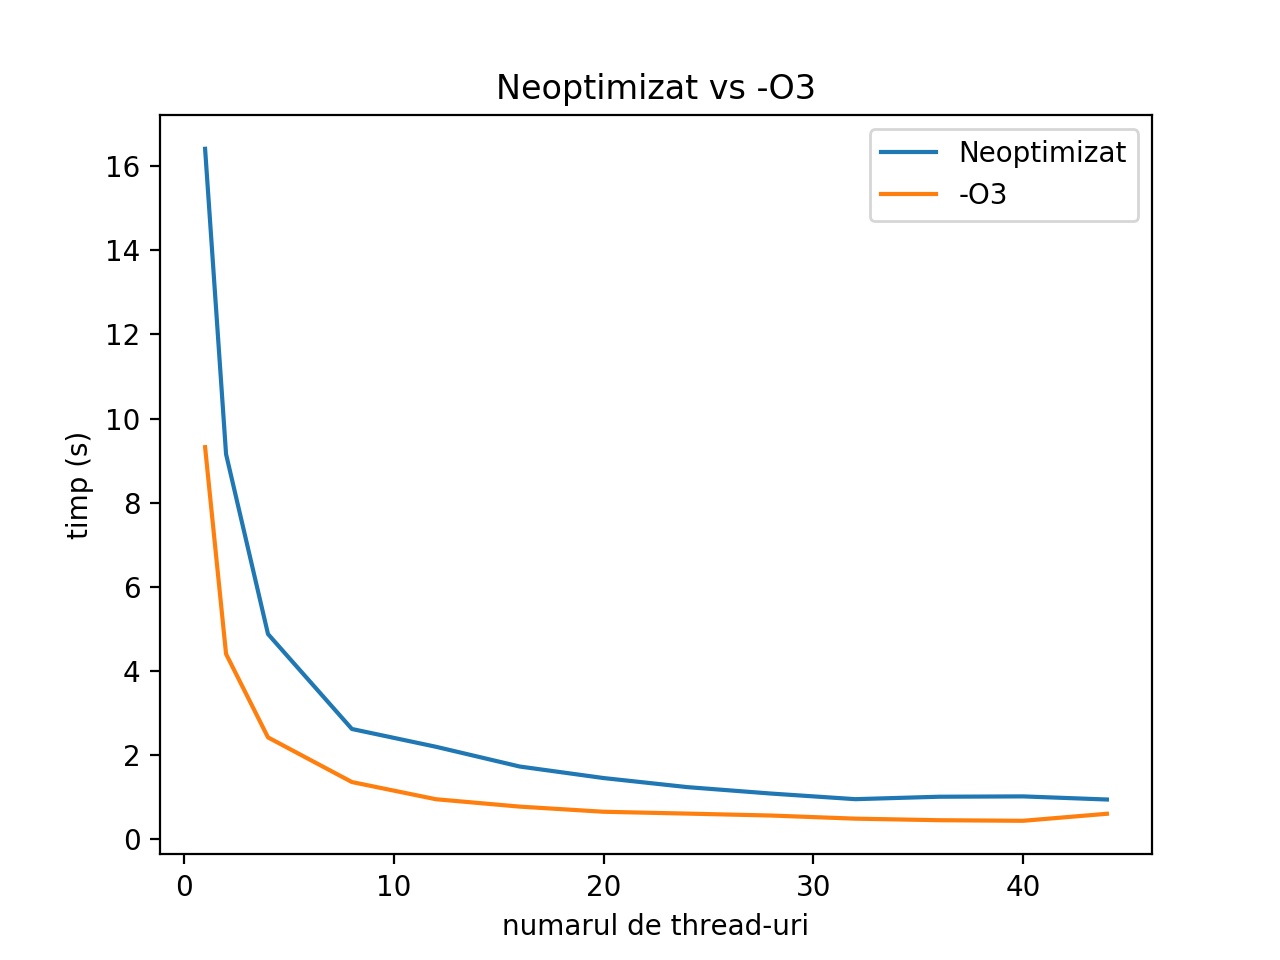 Neoptimizat vs -O3
Neoptimizat
-O3
16
14
12
10
8
6
4
2
0
timp (s)
0 10 20 30 40
numarul de thread-uri